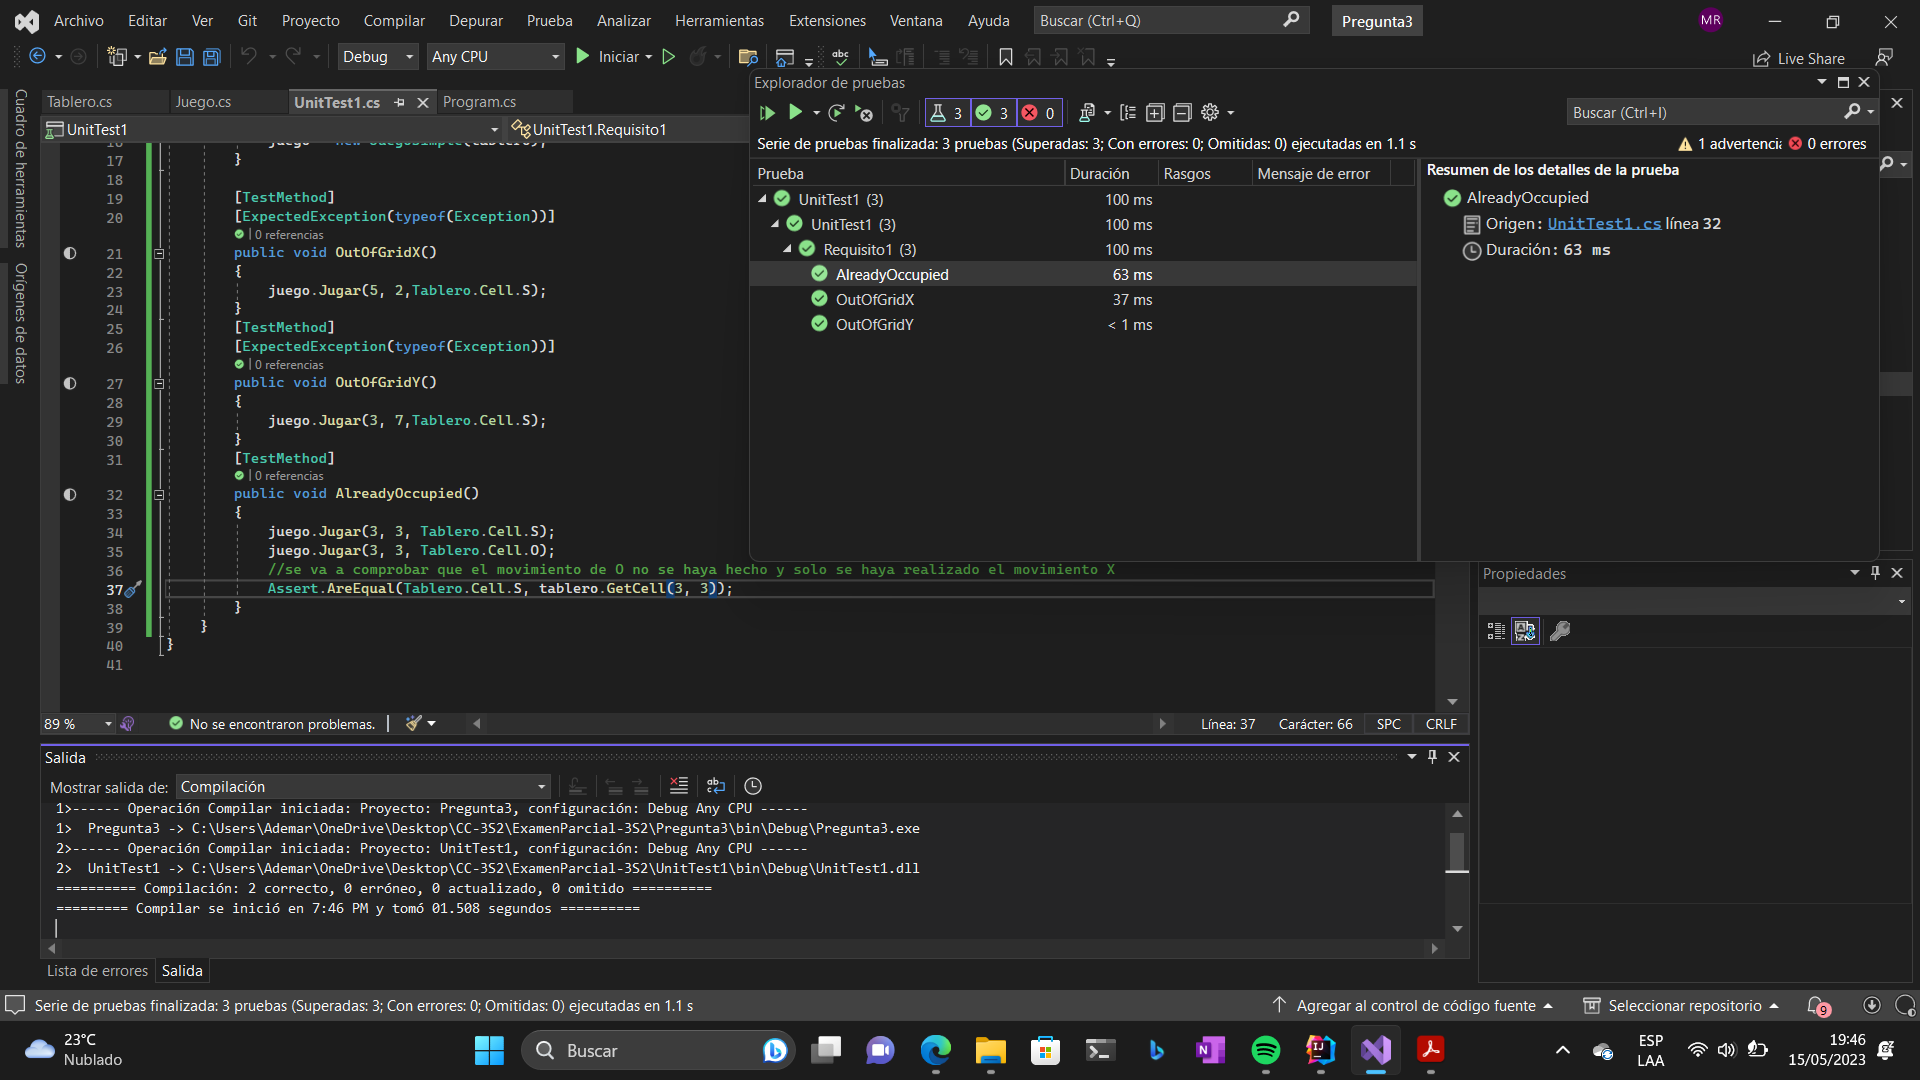 Archivo Editar Ver Git Proyecto Compilar Depurar Prueba Analizar Herramientas Extensiones Ventana Ayuda Buscar (Ctrl+Q) Pregunta3 MR
Debug Any CPU Iniciar Live Share
Cuadro de herramientas
Orígenes de datos
Tablero.cs Juego.cs UnitTest1.cs Program.cs
UnitTest1 UnitTest1.Requisito1
17 }
18
19 [TestMethod]
20 [ExpectedException(typeof(Exception))]
0 referencias
21 public void OutOfGridX()
22 {
23 juego.Jugar(5, 2,Tablero.Cell.S);
24 }
25 [TestMethod]
26 [ExpectedException(typeof(Exception))]
0 referencias
27 public void OutOfGridY()
28 {
29 juego.Jugar(3, 7,Tablero.Cell.S);
30 }
31 [TestMethod]
0 referencias
32 public void AlreadyOccupied()
33 {
34 juego.Jugar(3, 3, Tablero.Cell.S);
35 juego.Jugar(3, 3, Tablero.Cell.O);
36 //se va a comprobar que el movimiento de O no se haya hecho y solo se haya realizado el movimiento X
37 Assert.AreEqual(Tablero.Cell.S, tablero.GetCell(3, 3));
38 }
39 }
40 }
41
89 % No se encontraron problemas. Línea: 37 Carácter: 66 SPC CRLF
Explorador de pruebas
3 3 0 Buscar (Ctrl+I)
Serie de pruebas finalizada: 3 pruebas (Superadas: 3; Con errores: 0; Omitidas: 0) ejecutadas en 1.1 s 1 advertencia 0 errores
Prueba Duración Rasgos Mensaje de error
UnitTest1 (3) 100 ms
UnitTest1 (3) 100 ms
Requisito1 (3) 100 ms
AlreadyOccupied 63 ms
OutOfGridX 37 ms
OutOfGridY < 1 ms
Resumen de los detalles de la prueba
AlreadyOccupied
Origen: UnitTest1.cs línea 32
Duración: 63 ms
Propiedades
Salida
Mostrar salida de: Compilación
1>------ Operación Compilar iniciada: Proyecto: Pregunta3, configuración: Debug Any CPU ------
1> Pregunta3 -> C:\Users\Ademar\OneDrive\Desktop\CC-3S2\ExamenParcial-3S2\Pregunta3\bin\Debug\Pregunta3.exe
2>------ Operación Compilar iniciada: Proyecto: UnitTest1, configuración: Debug Any CPU ------
2> UnitTest1 -> C:\Users\Ademar\OneDrive\Desktop\CC-3S2\ExamenParcial-3S2\UnitTest1\bin\Debug\UnitTest1.dll
========== Compilación: 2 correcto, 0 erróneo, 0 actualizado, 0 omitido ==========
========= Compilar se inició en 7:46 PM y tomó 01.508 segundos ==========
Lista de errores Salida
Serie de pruebas finalizada: 3 pruebas (Superadas: 3; Con errores: 0; Omitidas: 0) ejecutadas en 1.1 s Agregar al control de código fuente Seleccionar repositorio 9
23°C
Nublado
Buscar
ESP
LAA
19:46
15/05/2023